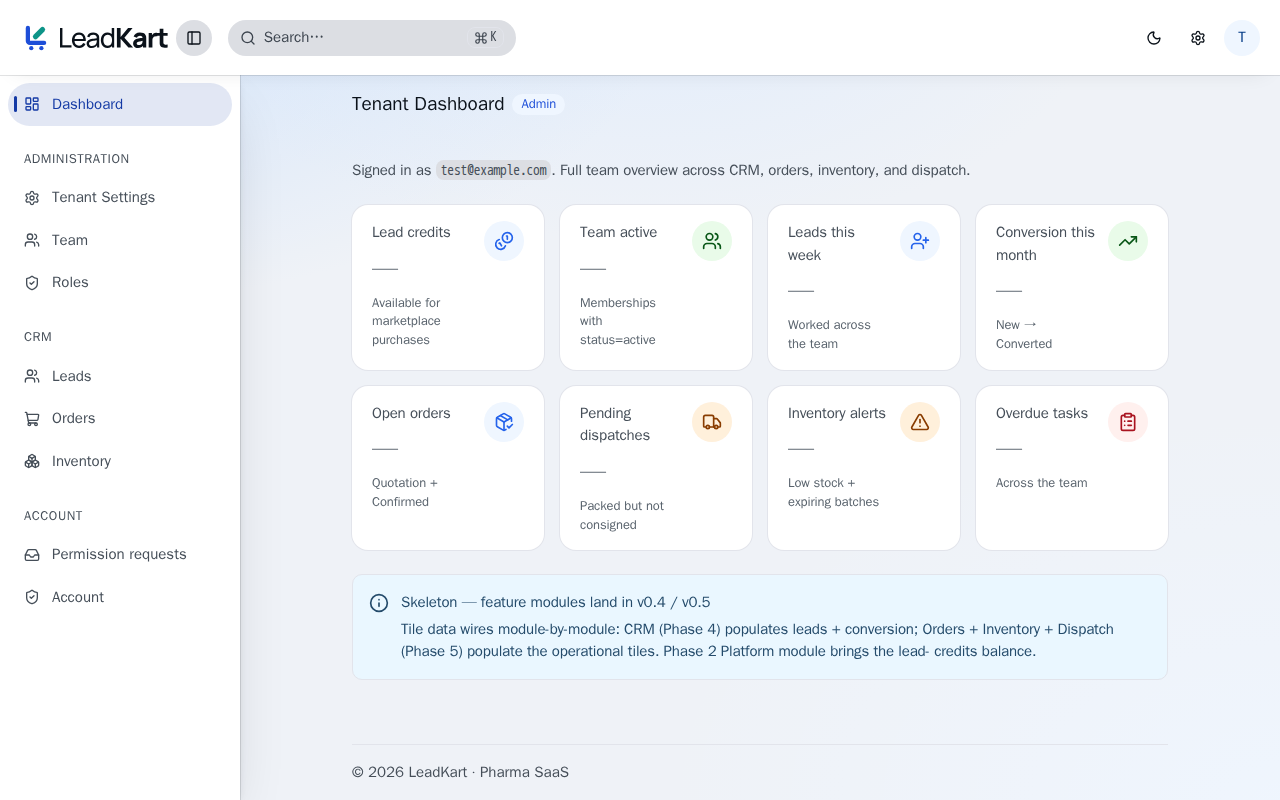 LeadKart
Search…
⌘K
T
Dashboard
ADMINISTRATION
Tenant Settings
Team
Roles
CRM
Leads
Orders
Inventory
ACCOUNT
Permission requests
Account
Tenant Dashboard
Admin
Signed in as test@example.com. Full team overview across CRM, orders, inventory, and dispatch.
Lead credits
—
Available for
marketplace
purchases
Team active
—
Memberships
with
status=active
Leads this
week
—
Worked across
the team
Conversion this
month
—
New →
Converted
Open orders
—
Quotation +
Confirmed
Pending
dispatches
—
Packed but not
consigned
Inventory alerts
—
Low stock +
expiring batches
Overdue tasks
—
Across the team
Skeleton — feature modules land in v0.4 / v0.5
Tile data wires module-by-module: CRM (Phase 4) populates leads + conversion; Orders + Inventory + Dispatch
(Phase 5) populate the operational tiles. Phase 2 Platform module brings the lead- credits balance.
© 2026 LeadKart · Pharma SaaS